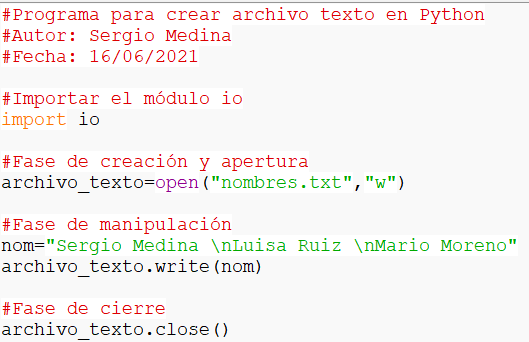 #Programa para crear archivo texto en Python
#Autor: Sergio Medina
#Fecha: 16/06/2021
#Importar el módulo io
import io
#Fase de creación y apertura
archivo_texto=open("nombres.txt","w")
#Fase de manipulación
nom="Sergio Medina \nLuisa Ruiz \nMario Moreno"
archivo_texto.write(nom)
#Fase de cierre
archivo_texto.close()